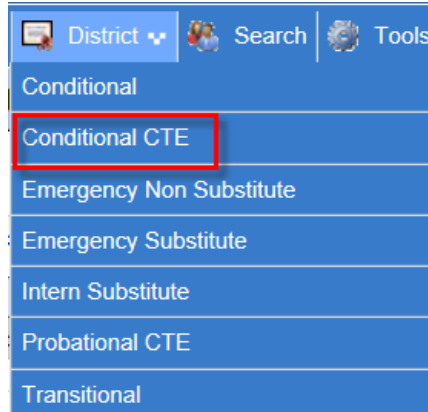 District Search Tools
Conditional
Conditional CTE
Emergency Non Substitute
Emergency Substitute
Intern Substitute
Probational CTE
Transitional